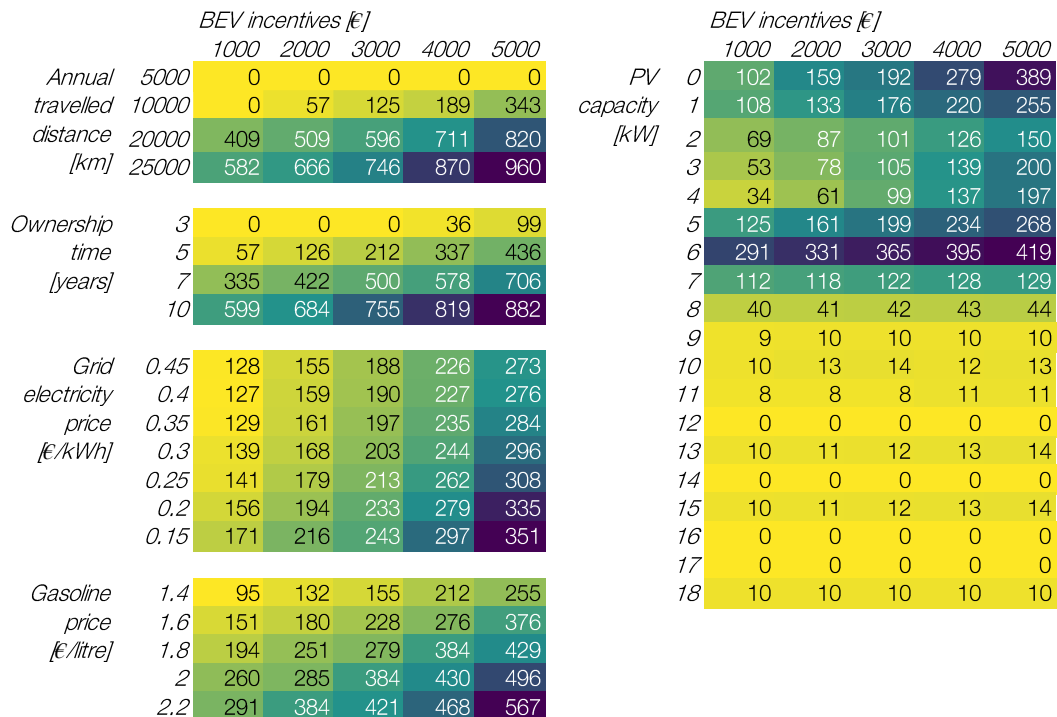 BEV incentives [€]
1000 2000 3000 4000 5000
Annual 5000 0 0 0 0 0
travelled 10000 0 57 125 189 343
distance 20000 409 509 596 711 820
[km] 25000 582 666 746 870 960
Ownership 3 0 0 0 36 99
time 5 57 126 212 337 436
[years] 7 335 422 500 578 706
10 599 684 755 819 882
Grid 0.45 128 155 188 226 273
electricity 0.4 127 159 190 227 276
price 0.35 129 161 197 235 284
[€/kWh] 0.3 139 168 203 244 296
0.25 141 179 213 262 308
0.2 156 194 233 279 335
0.15 171 216 243 297 351
Gasoline 1.4 95 132 155 212 255
price 1.6 151 180 228 276 376
[€/litre] 1.8 194 251 279 384 429
2 260 285 384 430 496
2.2 291 384 421 468 567
BEV incentives [€]
1000 2000 3000 4000 5000
PV 0 102 159 192 279 389
capacity 1 108 133 176 220 255
[kW] 2 69 87 101 126 150
3 53 78 105 139 200
4 34 61 99 137 197
5 125 161 199 234 268
6 291 331 365 395 419
7 112 118 122 128 129
8 40 41 42 43 44
9 9 10 10 10 10
10 10 13 14 12 13
11 8 8 8 11 11
12 0 0 0 0 0
13 10 11 12 13 14
14 0 0 0 0 0
15 10 11 12 13 14
16 0 0 0 0 0
17 0 0 0 0 0
18 10 10 10 10 10